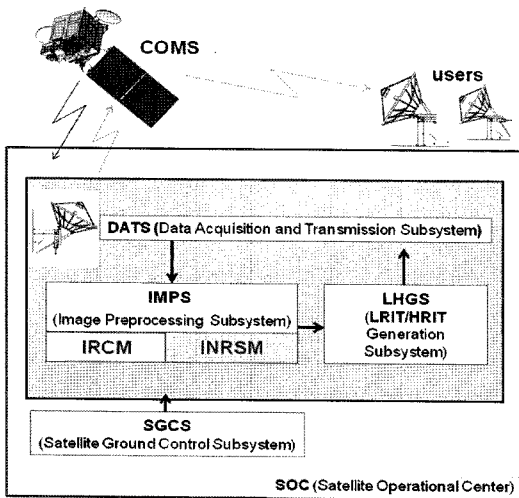 COMS
users
DATS (Data Acquisition and Transmission Subsystem)
IMPS
(Image Preprocessing Subsystem)
IRCM
INRSM
LHGS
(LRIT/HRIT
Generation
Subsystem)
SGCS
(Satellite Ground Control Subsystem)
SOC (Satellite Operational Center)